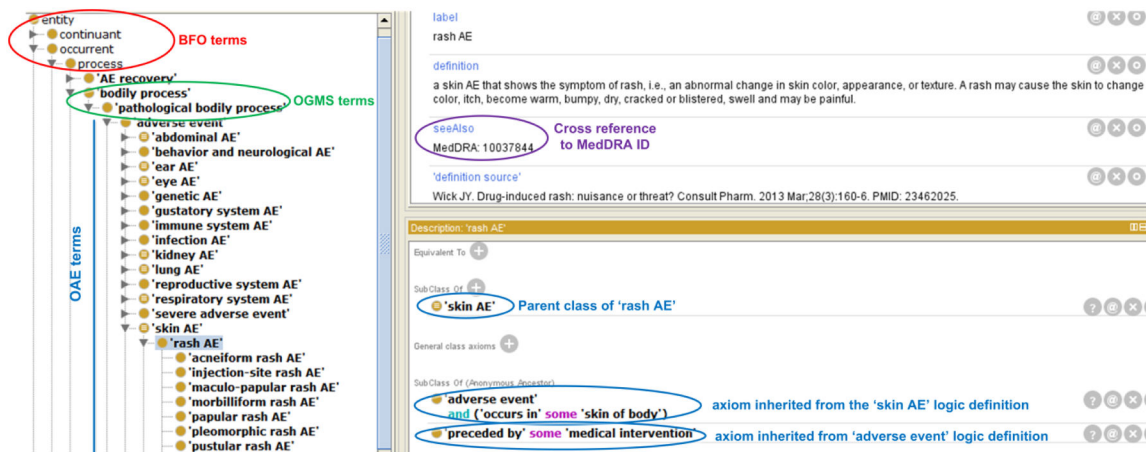 entity
continuant
occurrent
BFO terms
process
'AE recovery'
'bodily process'
'pathological bodily process'
OGMS terms
adverse event
'abdominal AE'
'behavior and neurological AE'
'ear AE'
'eye AE'
'genetic AE'
'gustatory system AE'
'immune system AE'
'infection AE'
'kidney AE'
'lung AE'
'reproductive system AE'
'respiratory system AE'
'severe adverse event'
'skin AE'
'rash AE'
'acneiform rash AE'
'injection-site rash AE'
'maculo-papular rash AE'
'morbilliform rash AE'
'papular rash AE'
'pleomorphic rash AE'
'pustular rash AE'
OAE terms
label
rash AE
definition
a skin AE that shows the symptom of rash, i.e., an abnormal change in skin color, appearance, or texture. A rash may cause the skin to change
color, itch, become warm, bumpy, dry, cracked or blistered, swell and may be painful.
seeAlso
MedDRA: 10037844
Cross reference
to MedDRA ID
'definition source'
Wick JY. Drug-induced rash: nuisance or threat? Consult Pharm. 2013 Mar;28(3):160-6. PMID: 23462025.
Description: 'rash AE'
Equivalent To
SubClass Of
'skin AE'
Parent class of 'rash AE'
General class axioms
SubClass Of (Anonymous Ancestor)
'adverse event'
and ('occurs in' some 'skin of body')
axiom inherited from the 'skin AE' logic definition
'preceded by' some 'medical intervention'
axiom inherited from 'adverse event' logic definition